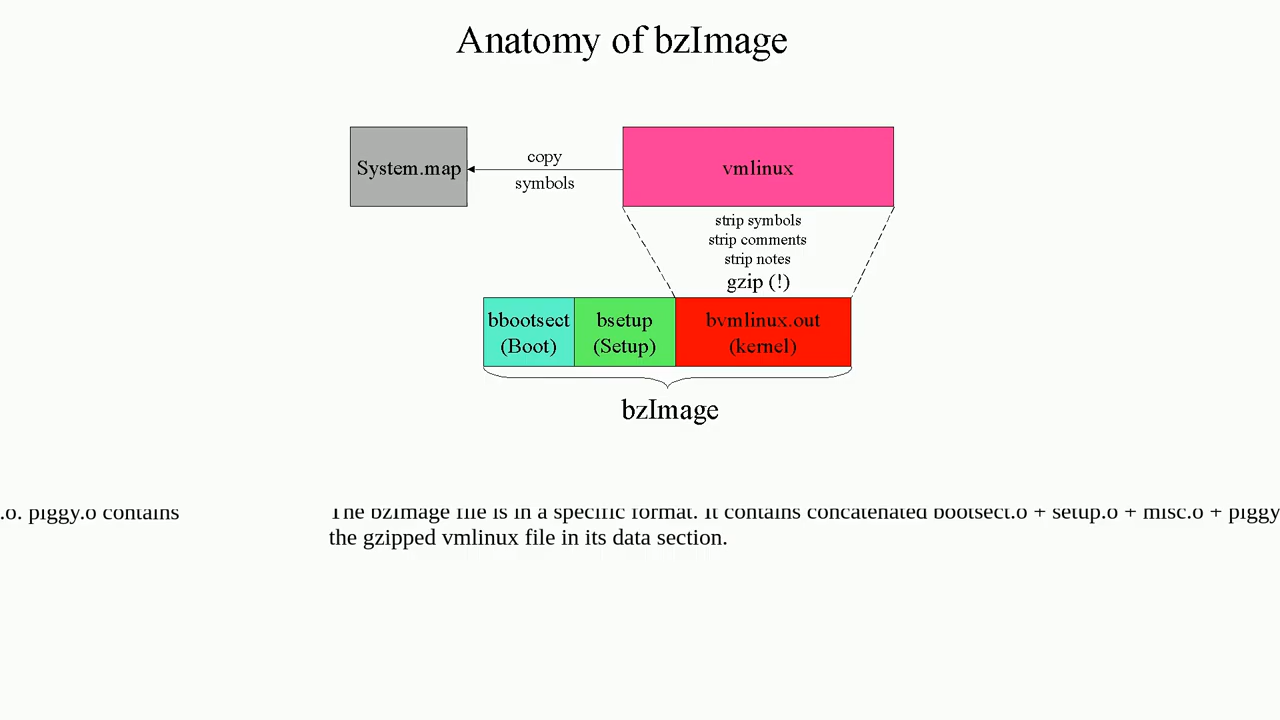 Anatomy of bzImage
System.map
copy
symbols
vmlinux
strip symbols
strip comments
strip notes
gzip (!)
bbootsect
(Boot)
bsetup
(Setup)
bvmlinux.out
(kernel)
bzImage
.o. piggy.o contains
The bzImage file is in a specific format. It contains concatenated bootsect.o + setup.o + misc.o + piggy
the gzipped vmlinux file in its data section.